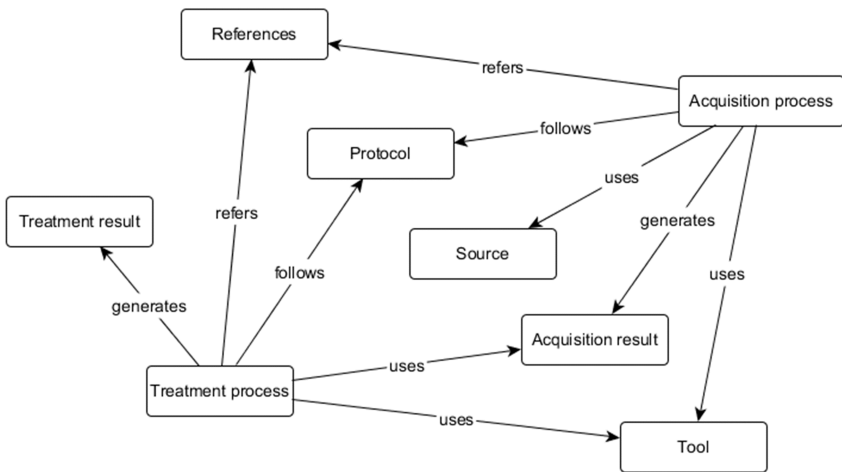 References
refers
Acquisition process
follows
Protocol
uses
Treatment result
refers
generates
Source
follows
uses
generates
Acquisition result
uses
Treatment process
uses
Tool